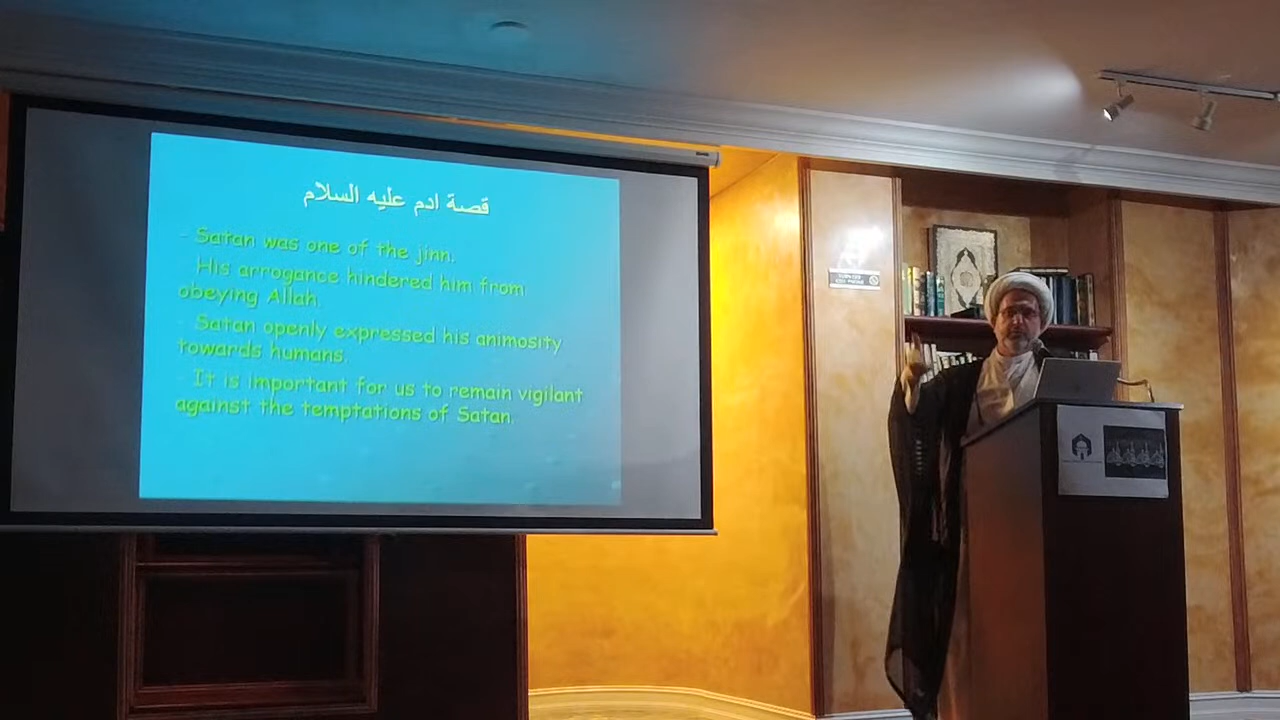 قصة ادم عليه السلام
- Satan was one of the jinn.
- His arrogance hindered him from
obeying Allah.
- Satan openly expressed his animosity
towards humans.
- It is important for us to remain vigilant
against the temptations of Satan.